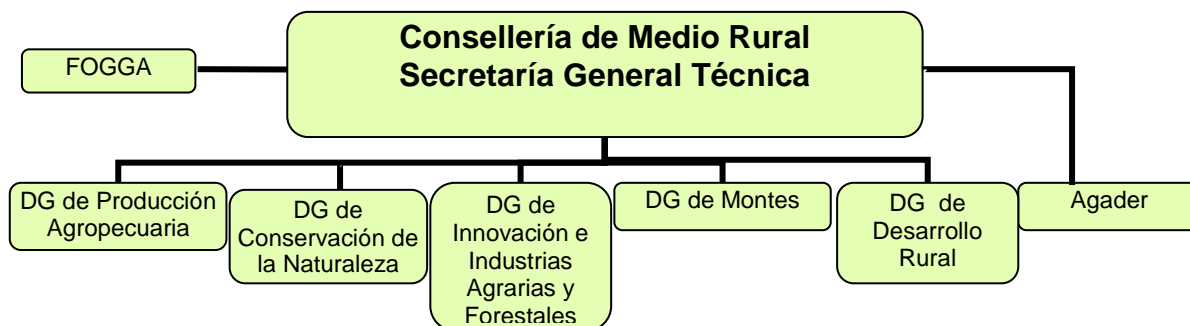 Consellería de Medio Rural
Secretaría General Técnica
FOGGA
DG de Producción
Agropecuaria
DG de
Conservación de
la Naturaleza
DG de
Innovación e
Industrias
Agrarias y
Forestales
DG de Montes
DG de
Desarrollo
Rural
Agader